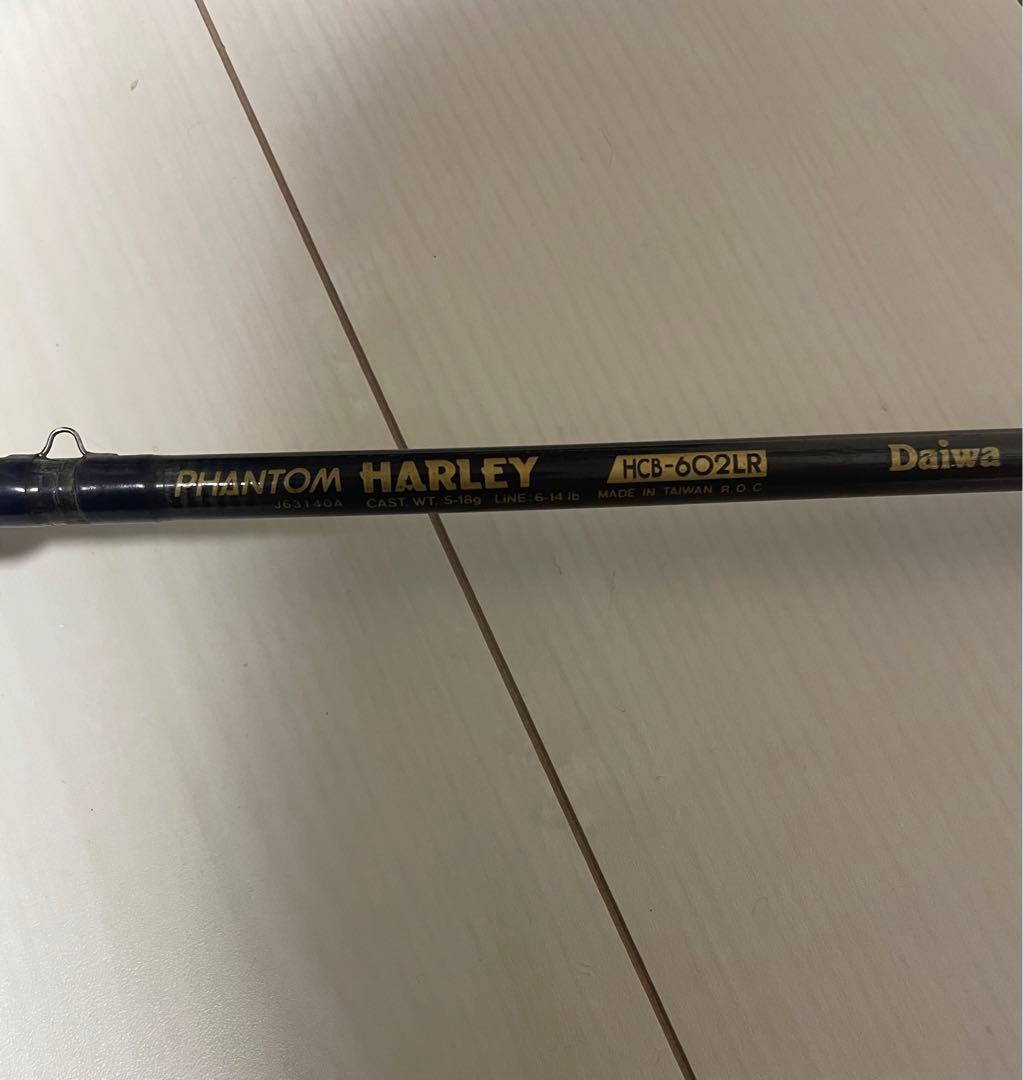 PHANTOM HARLEY HCB-602LR Daiwa
J63140A CAST. WT.:5-18g LINE:6-14 lb MADE IN TAIWAN R.O.C